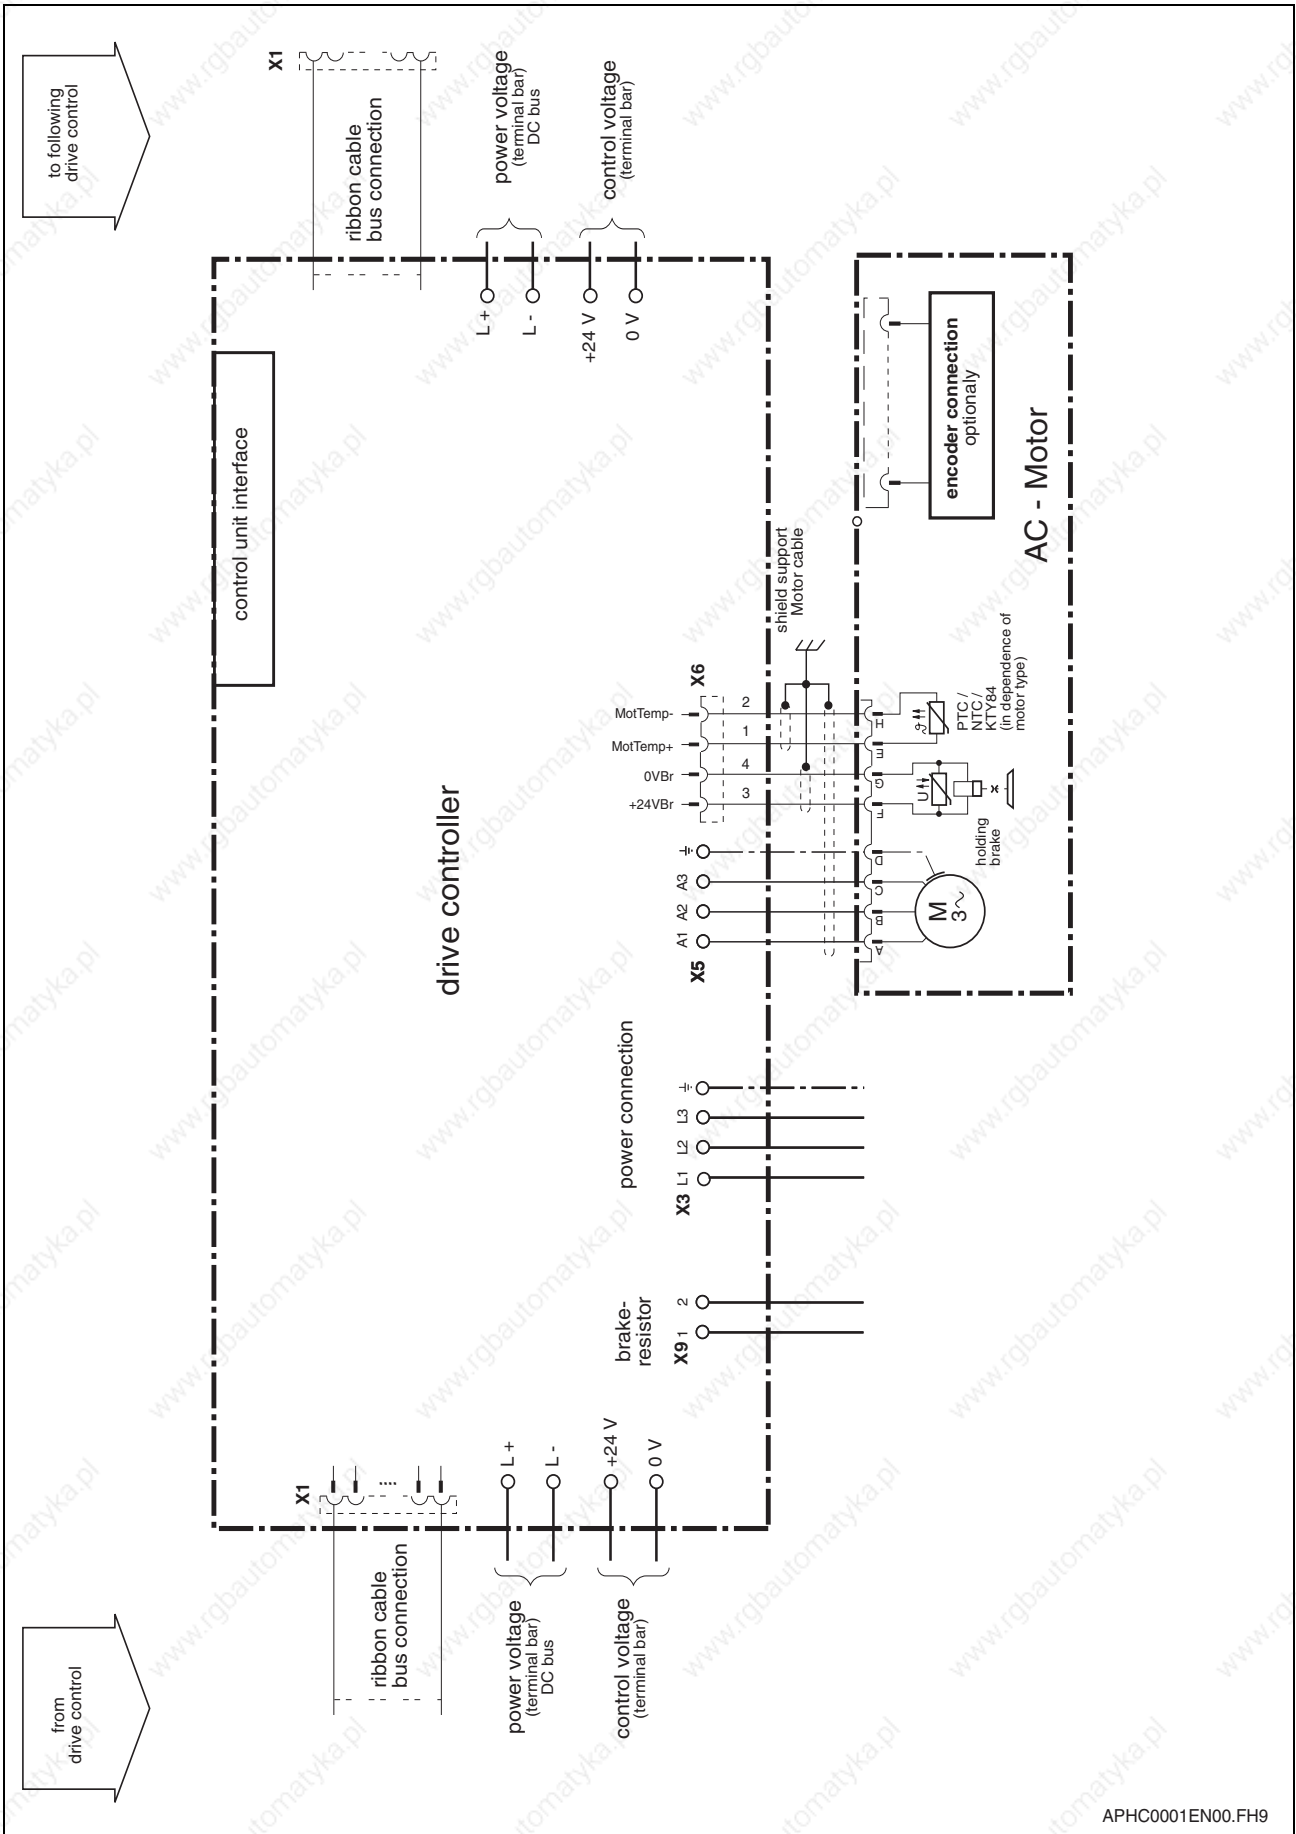 to following
drive control
X1
ribbon cable
bus connection
power voltage
(terminal bar)
DC bus
control voltage
(terminal bar)
L +
L -
+24 V
0 V
control unit interface
drive controller
encoder connection
optionaly
AC - Motor
shield support
Motor cable
X6
MotTemp-
2
H
MotTemp+
1
E
0VBr
4
G
+24VBr
3
F
PTC /
NTC /
KTY84
(in dependence of
motor type)
ϑ
U
holding
brake
D
A3
C
A2
B
A1
A
X5
M
3~
power connection
L3
L2
L1
X3
brake-
resistor
2
1
X9
X1
....
L +
L -
+24 V
0 V
ribbon cable
bus connection
power voltage
(terminal bar)
DC bus
control voltage
(terminal bar)
from
drive control
APHC0001EN00.FH9
www.rgbautomatyka.pl